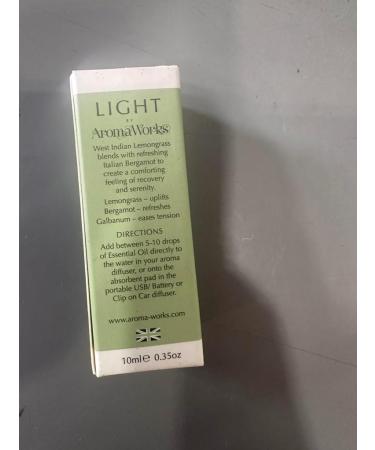 LIGHT
BY
AromaWorks
West Indian Lemongrass
blends with refreshing
Italian Bergamot to
create a comforting
feeling of recovery
and serenity.
Lemongrass – uplifts
Bergamot – refreshes
Galbanum – eases tension
DIRECTIONS
Add between 5-10 drops
of Essential Oil directly to
the water in your aroma
diffuser, or onto the
absorbent pad in the
portable USB/ Battery or
Clip on Car diffuser.
www.aroma-works.com
10ml℮ 0.35oz